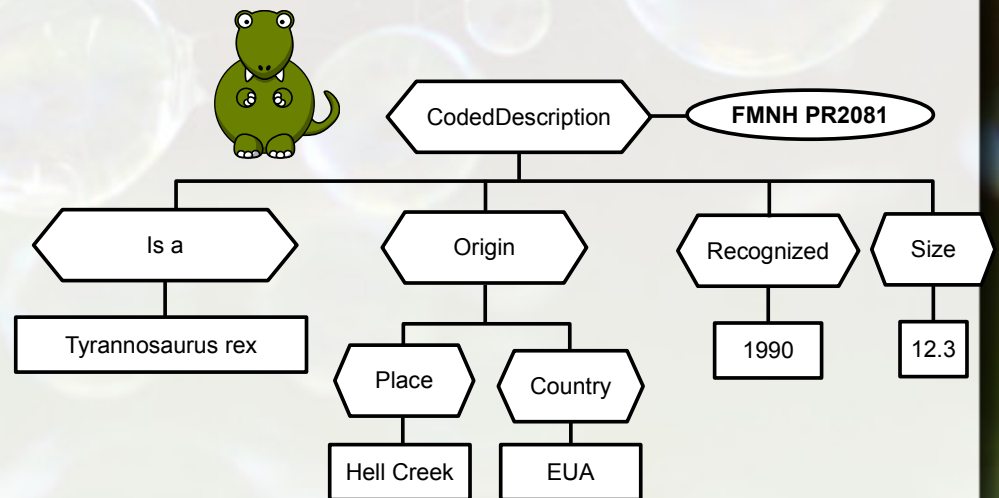 CodedDescription
FMNH PR2081
Is a
Origin
Recognized
Size
Tyrannosaurus rex
Place
Country
1990
12.3
Hell Creek
EUA